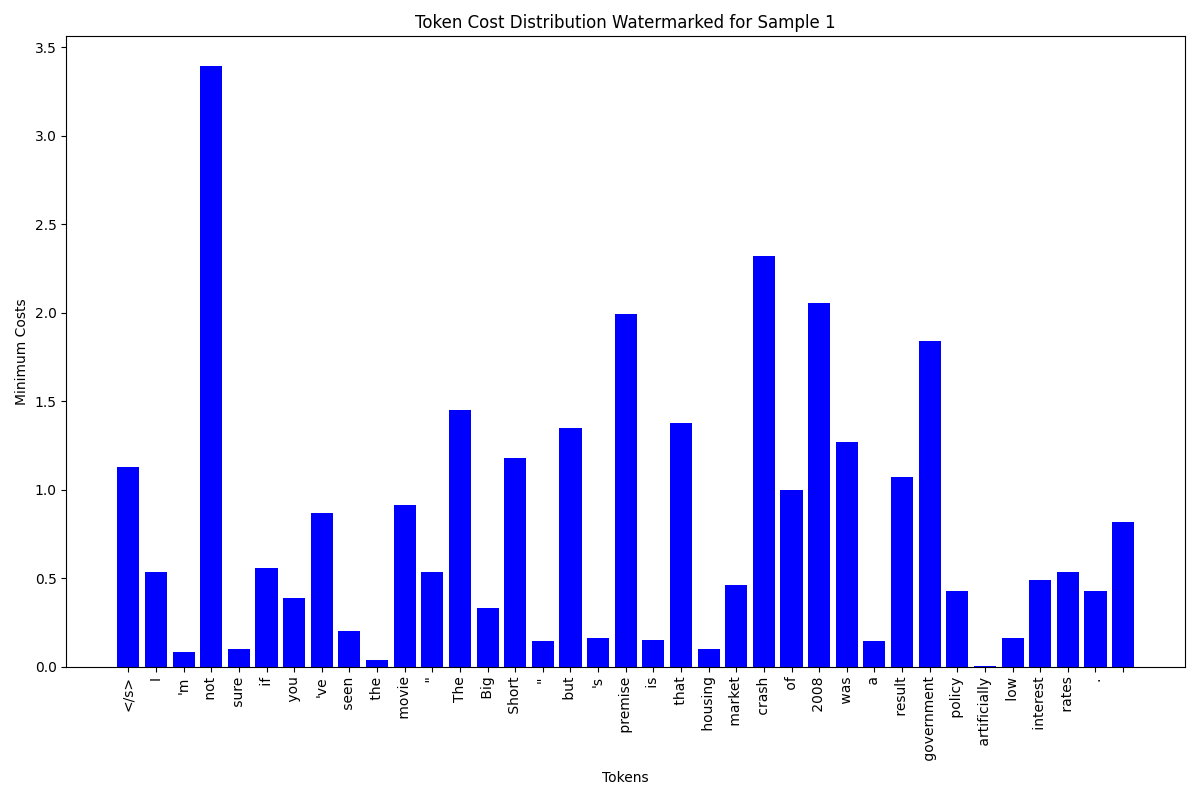 Token Cost Distribution Watermarked for Sample 1
Minimum Costs
3.5
3.0
2.5
2.0
1.5
1.0
0.5
0.0
</s>
I
'm
not
sure
if
you
've
seen
the
movie
"
The
Big
Short
"
but
's
premise
is
that
housing
market
crash
of
2008
was
a
result
government
policy
artificially
low
interest
rates
.
Tokens